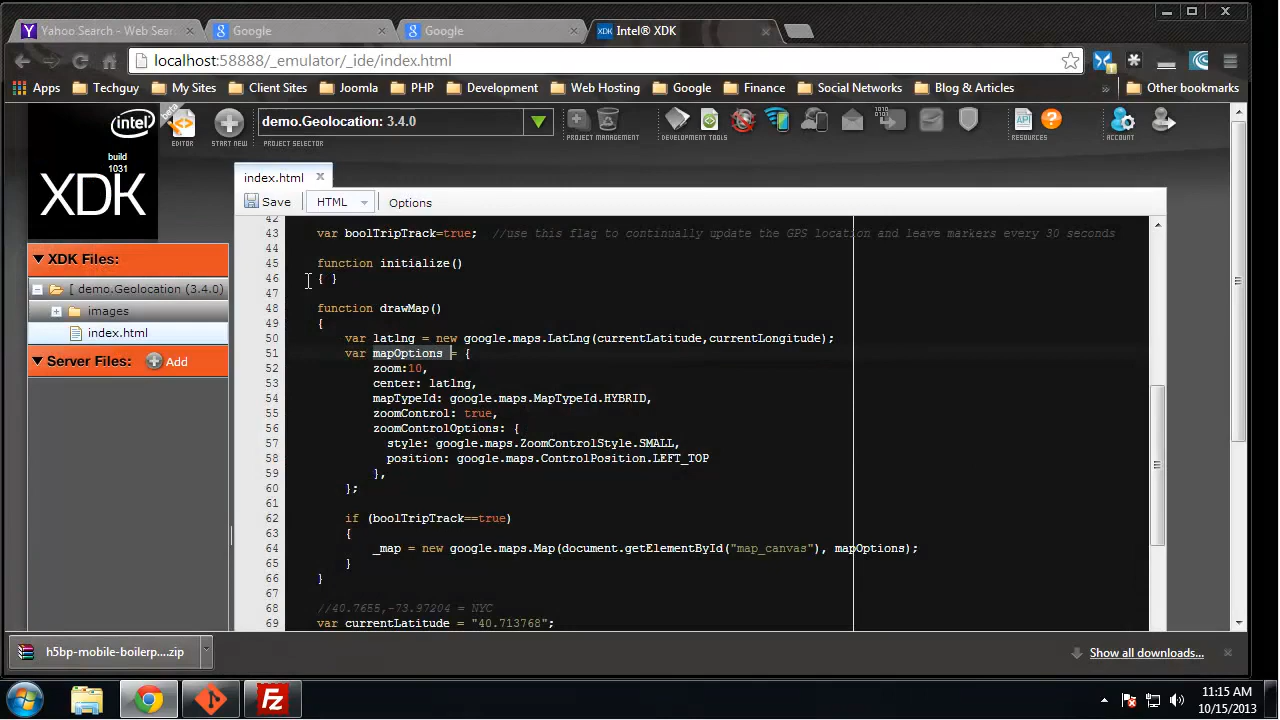 Yahoo Search - Web Sear
Google
Google
Intel® XDK
localhost:58888/_emulator/_ide/index.html
Apps
Techguy
My Sites
Client Sites
Joomla
PHP
Development
Web Hosting
Google
Finance
Social Networks
Blog & Articles
»
Other bookmarks
intel
beta
build
1031
XDK
EDITOR
START NEW
demo.Geolocation: 3.4.0
PROJECT SELECTOR
PROJECT MANAGEMENT
DEVELOPMENT TOOLS
API
RESOURCES
ACCOUNT
XDK Files:
[ demo.Geolocation (3.4.0)
images
index.html
Server Files: Add
index.html
Save HTML Options
42
43 var boolTripTrack=true; //use this flag to continually update the GPS location and leave markers every 30 seconds
44
45 function initialize()
46 { }
47
48 function drawMap()
49 {
50 var latlng = new google.maps.LatLng(currentLatitude,currentLongitude);
51 var mapOptions = {
52 zoom:10,
53 center: latlng,
54 mapTypeId: google.maps.MapTypeId.HYBRID,
55 zoomControl: true,
56 zoomControlOptions: {
57 style: google.maps.ZoomControlStyle.SMALL,
58 position: google.maps.ControlPosition.LEFT_TOP
59 },
60 };
61
62 if (boolTripTrack==true)
63 {
64 _map = new google.maps.Map(document.getElementById("map_canvas"), mapOptions);
65 }
66 }
67
68 //40.7655,-73.97204 = NYC
69 var currentLatitude = "40.713768";
h5bp-mobile-boilerp....zip
Show all downloads...
11:15 AM
10/15/2013